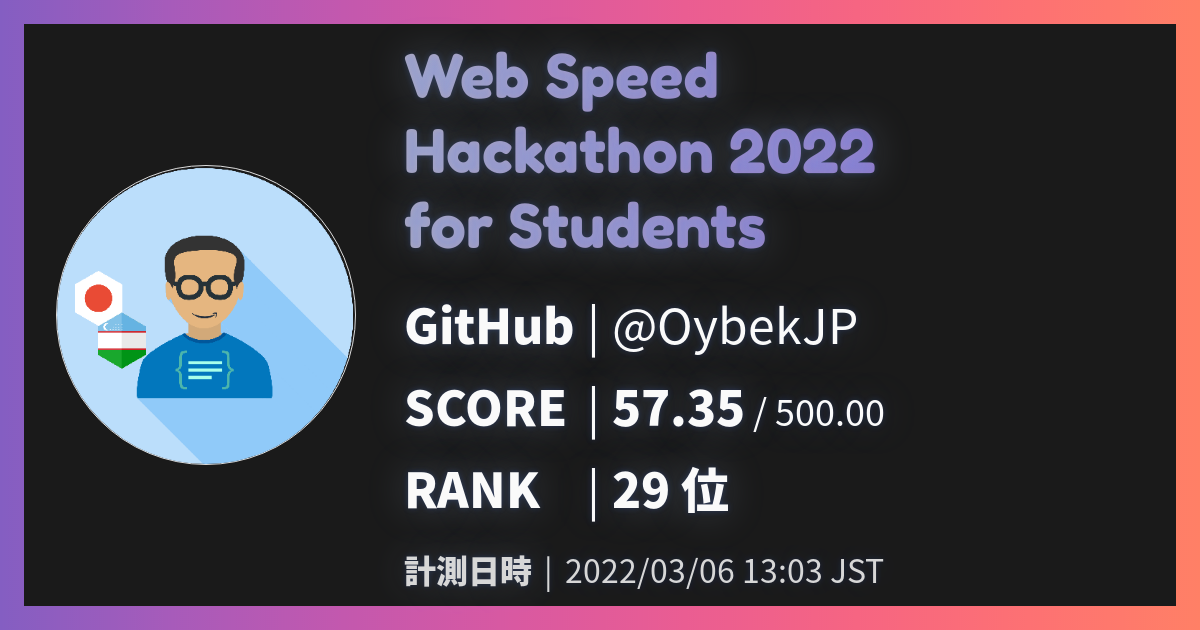 Web Speed
Hackathon 2022
for Students
GitHub | @OybekJP
SCORE | 57.35 / 500.00
RANK | 29 位
計測日時 | 2022/03/06 13:03 JST